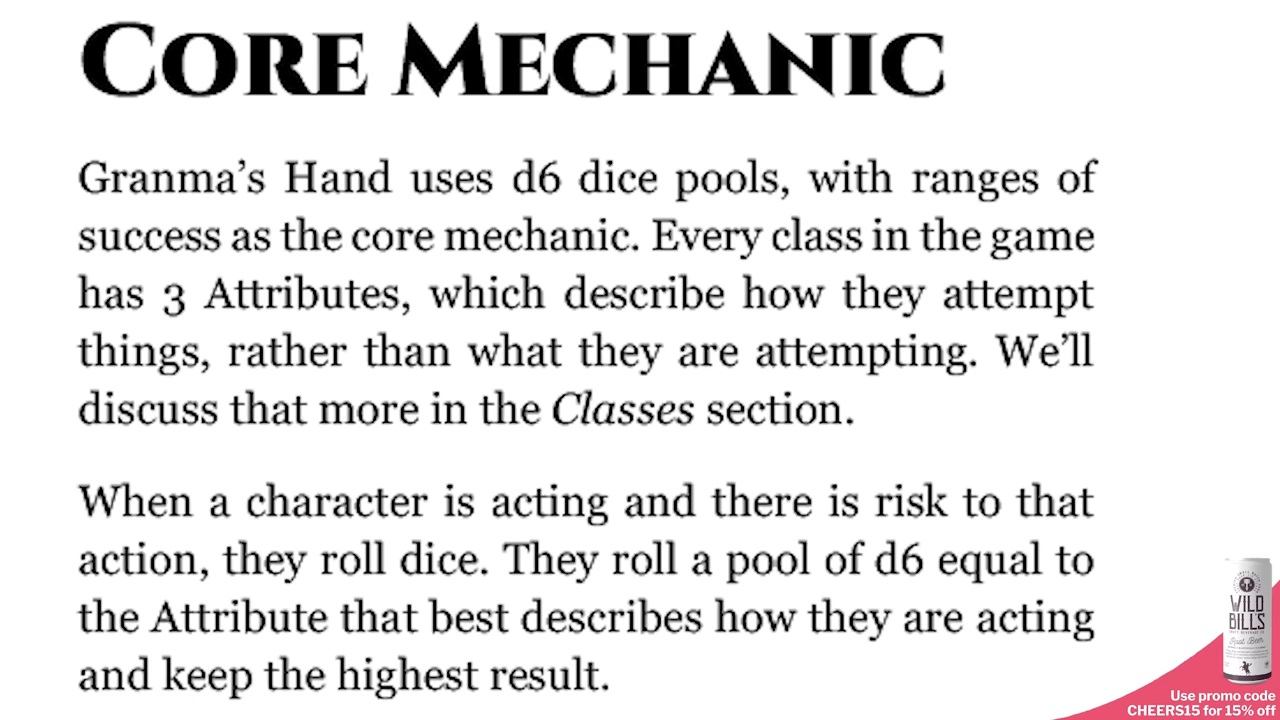 CORE MECHANIC
Granma's Hand uses d6 dice pools, with ranges of
success as the core mechanic. Every class in the game
has 3 Attributes, which describe how they attempt
things, rather than what they are attempting. We'll
discuss that more in the Classes section.
When a character is acting and there is risk to that
action, they roll dice. They roll a pool of d6 equal to
the Attribute that best describes how they are acting
and keep the highest result.
WILD
BILLS
Root Beer
Use promo code
CHEERS15 for 15% off